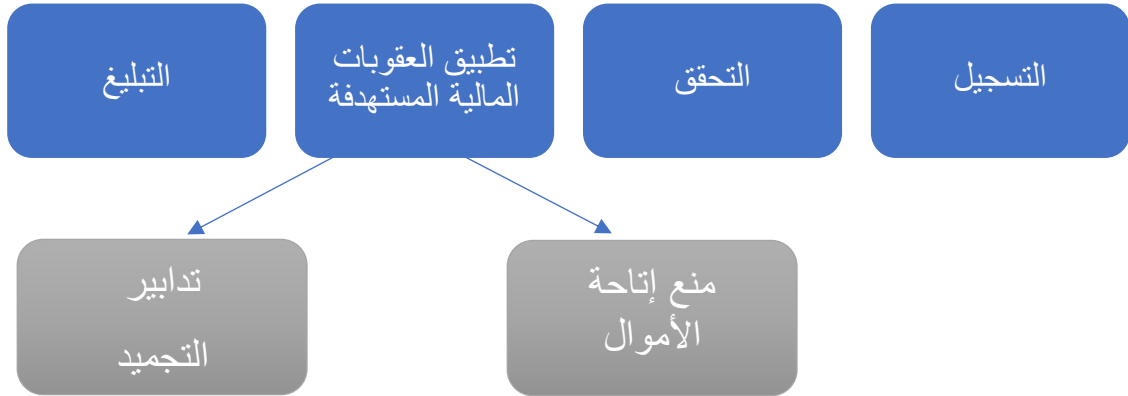 التسجيل
التحقق
تطبيق العقوبات
المالية المستهدفة
التبليغ
منع إتاحة
الأموال
تدابير
التجميد